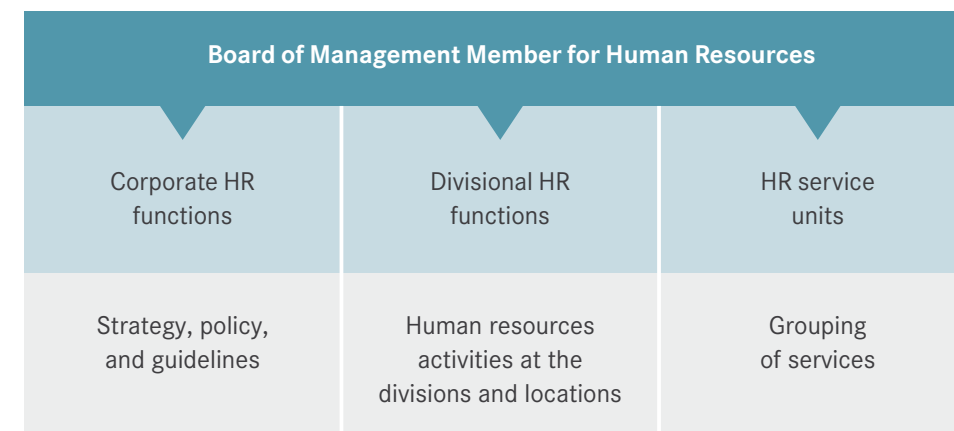 Board of Management Member for Human Resources
Corporate HR
functions
Divisional HR
functions
HR service
units
Strategy, policy,
and guidelines
Human resources
activities at the
divisions and locations
Grouping
of services